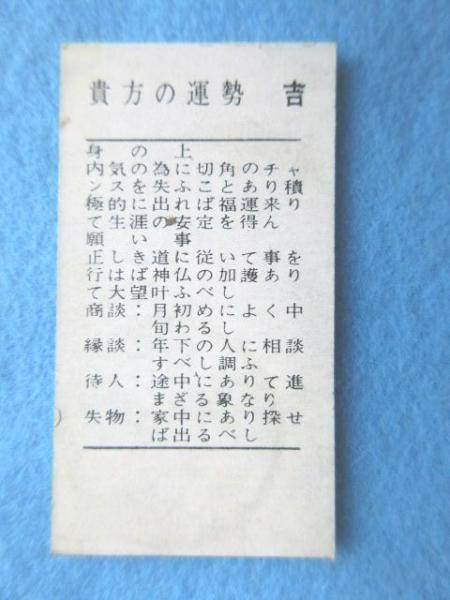 貴方の運勢 吉
身の上
内気の為に切角のチャ
ンスを失ふことあり積
極的に出ば福運来り
て生涯の安定を得ん
願い事
正しき道に従いて事を
行はば神仏の加護あり
て大望叶ふべし
商談：月初めによく中
旬わるし
縁談：年下の人に相談
すべし調ふ
待人：途中にありて進
まざる象なり
失物：家中にあり探せ
ば出るべし